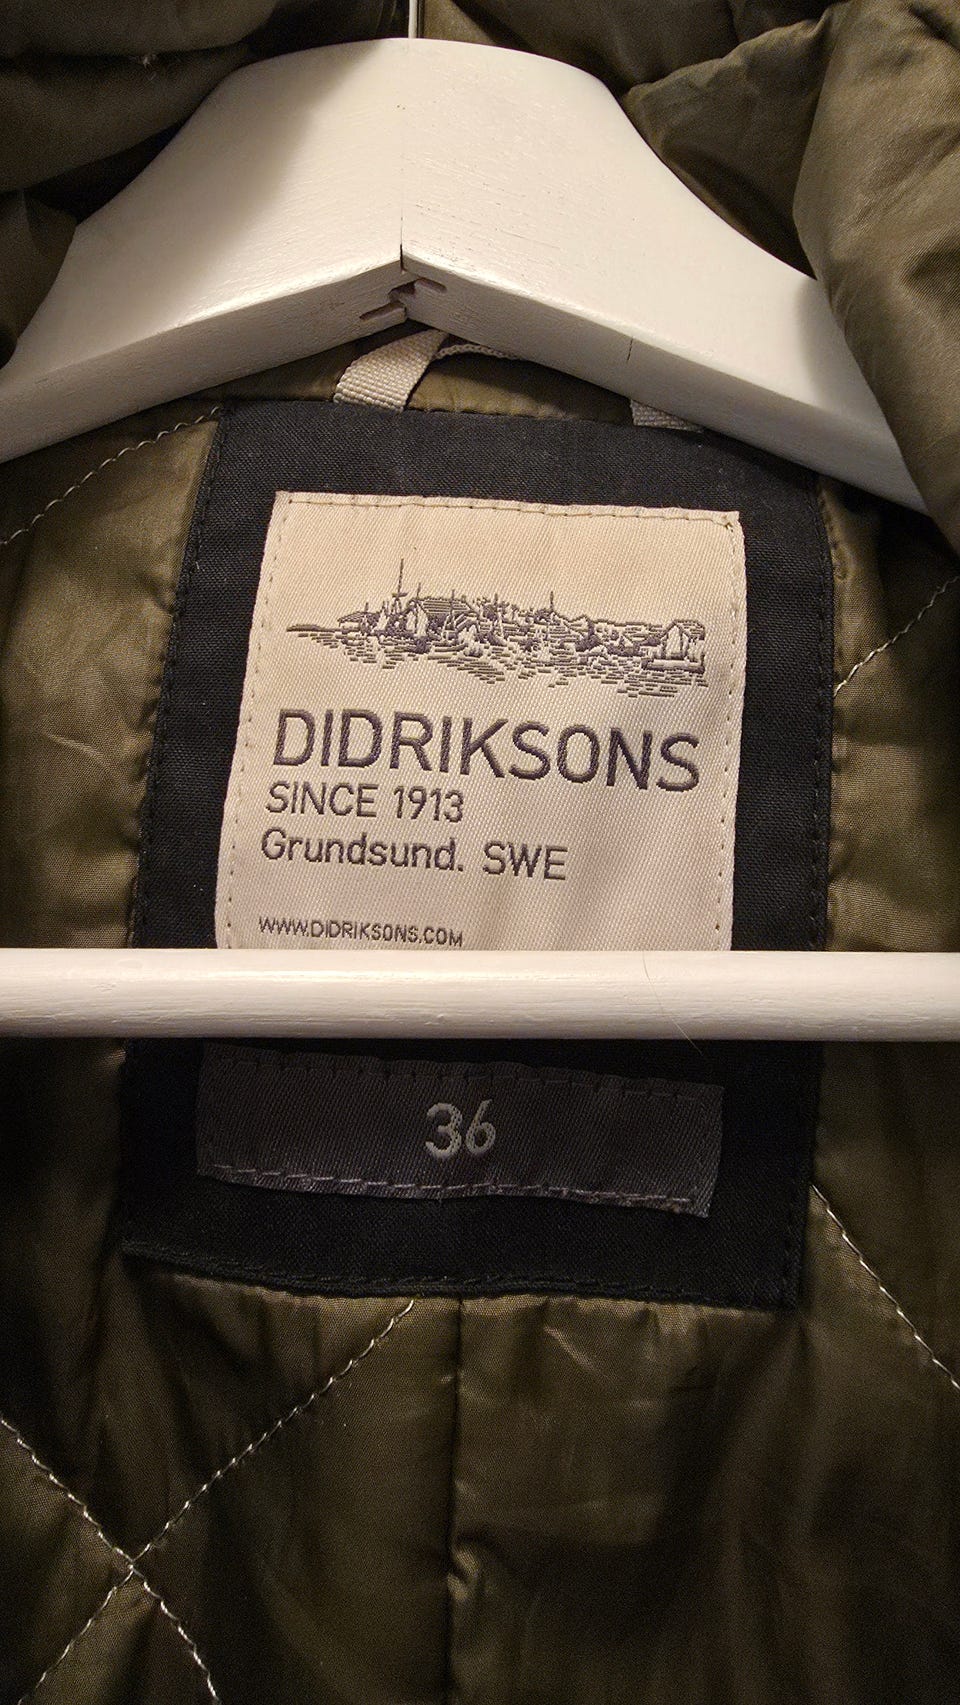 DIDRIKSONS
SINCE 1913
Grundsund. SWE
WWW.DIDRIKSONS.COM
36